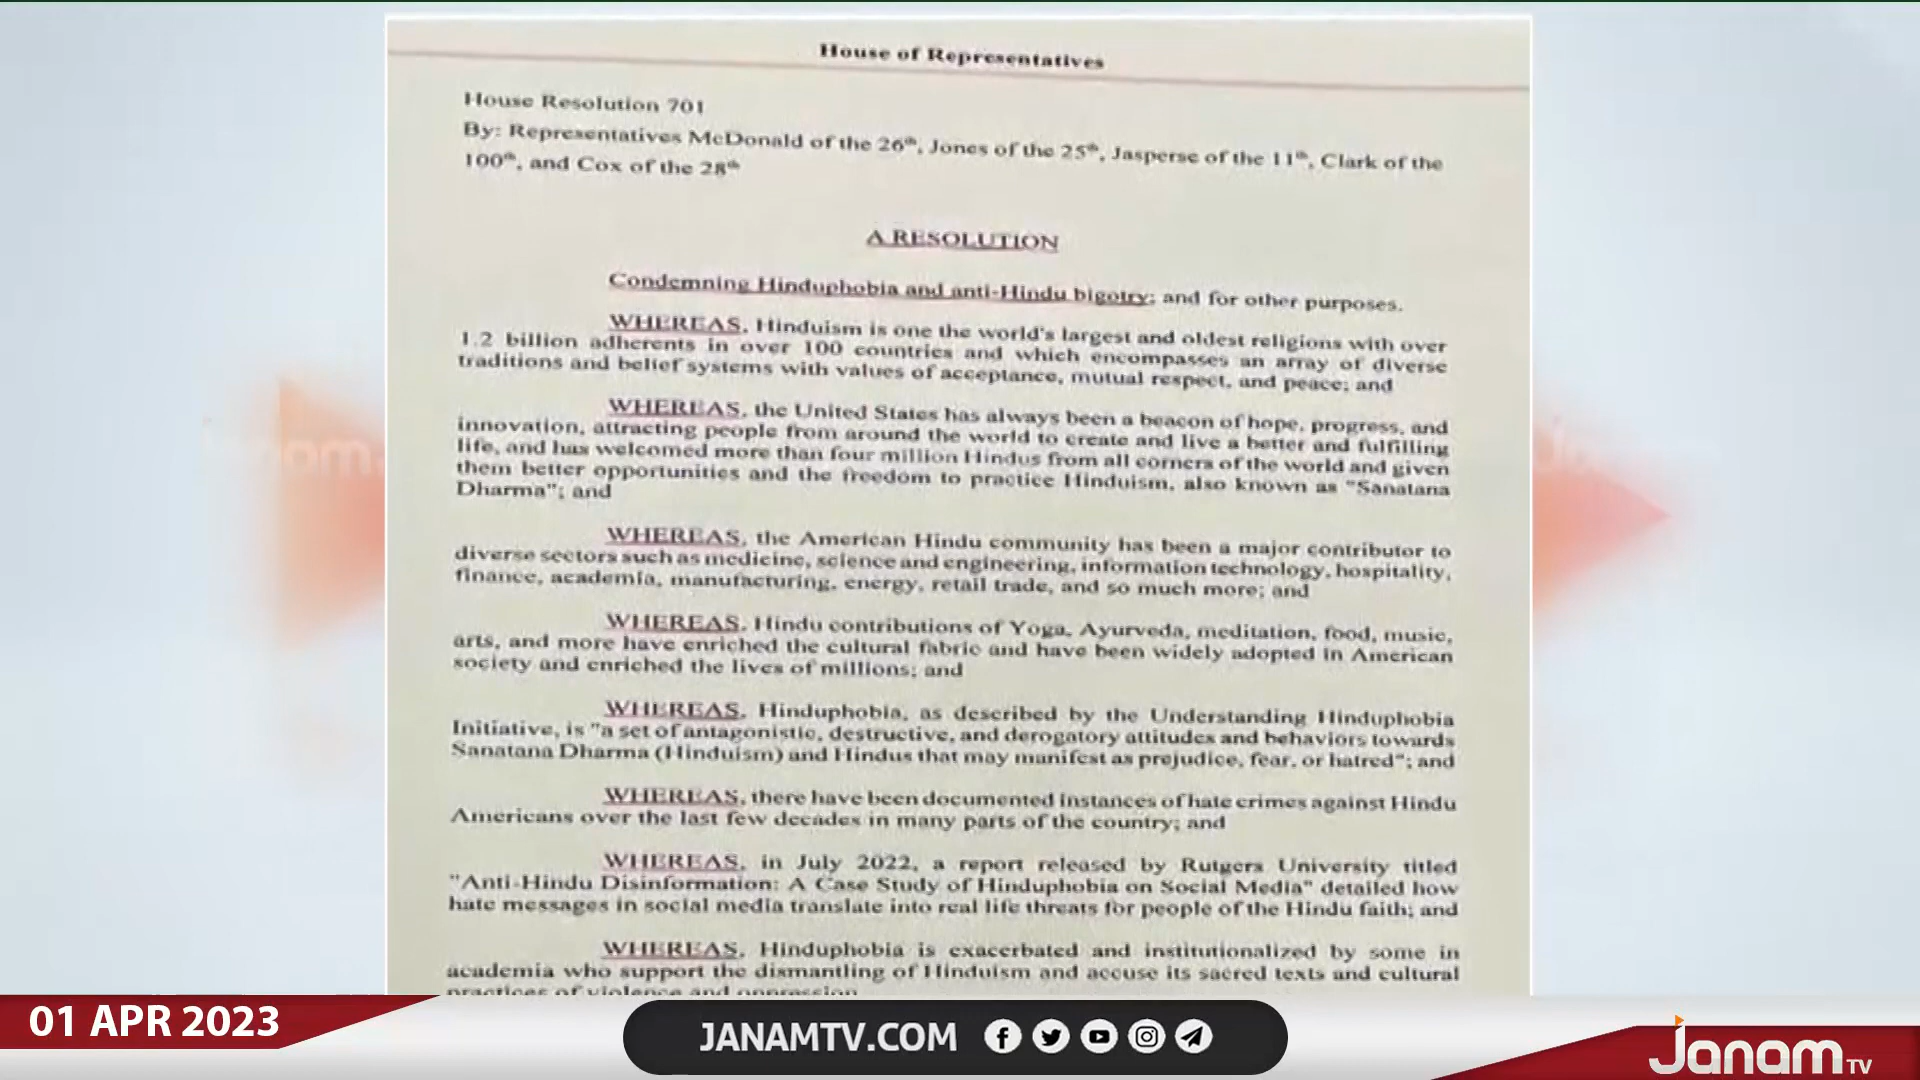 House of Representatives
House Resolution 701
By: Representatives McDonald of the 26th, Jones of the 25th, Jasperse of the 11th, Clark of the
100th, and Cox of the 28th
A RESOLUTION
Condemning Hinduphobia and anti-Hindu bigotry; and for other purposes.
WHEREAS, Hinduism is one the world's largest and oldest religions with over
1.2 billion adherents in over 100 countries and which encompasses an array of diverse
traditions and belief systems with values of acceptance, mutual respect, and peace; and
WHEREAS, the United States has always been a beacon of hope, progress, and
innovation, attracting people from around the world to create and live a better and fulfilling
life, and has welcomed more than four million Hindus from all corners of the world and given
them better opportunities and the freedom to practice Hinduism, also known as "Sanatana
Dharma"; and
WHEREAS, the American Hindu community has been a major contributor to
diverse sectors such as medicine, science and engineering, information technology, hospitality,
finance, academia, manufacturing, energy, retail trade, and so much more; and
WHEREAS, Hindu contributions of Yoga, Ayurveda, meditation, food, music,
arts, and more have enriched the cultural fabric and have been widely adopted in American
society and enriched the lives of millions; and
WHEREAS, Hinduphobia, as described by the Understanding Hinduphobia
Initiative, is "a set of antagonistic, destructive, and derogatory attitudes and behaviors towards
Sanatana Dharma (Hinduism) and Hindus that may manifest as prejudice, fear, or hatred"; and
WHEREAS, there have been documented instances of hate crimes against Hindu
Americans over the last few decades in many parts of the country; and
WHEREAS, in July 2022, a report released by Rutgers University titled
"Anti-Hindu Disinformation: A Case Study of Hinduphobia on Social Media" detailed how
hate messages in social media translate into real life threats for people of the Hindu faith; and
WHEREAS, Hinduphobia is exacerbated and institutionalized by some in
academia who support the dismantling of Hinduism and accuse its sacred texts and cultural
practices of violence and oppression
01 APR 2023
JANAMTV.COM
Janam TV